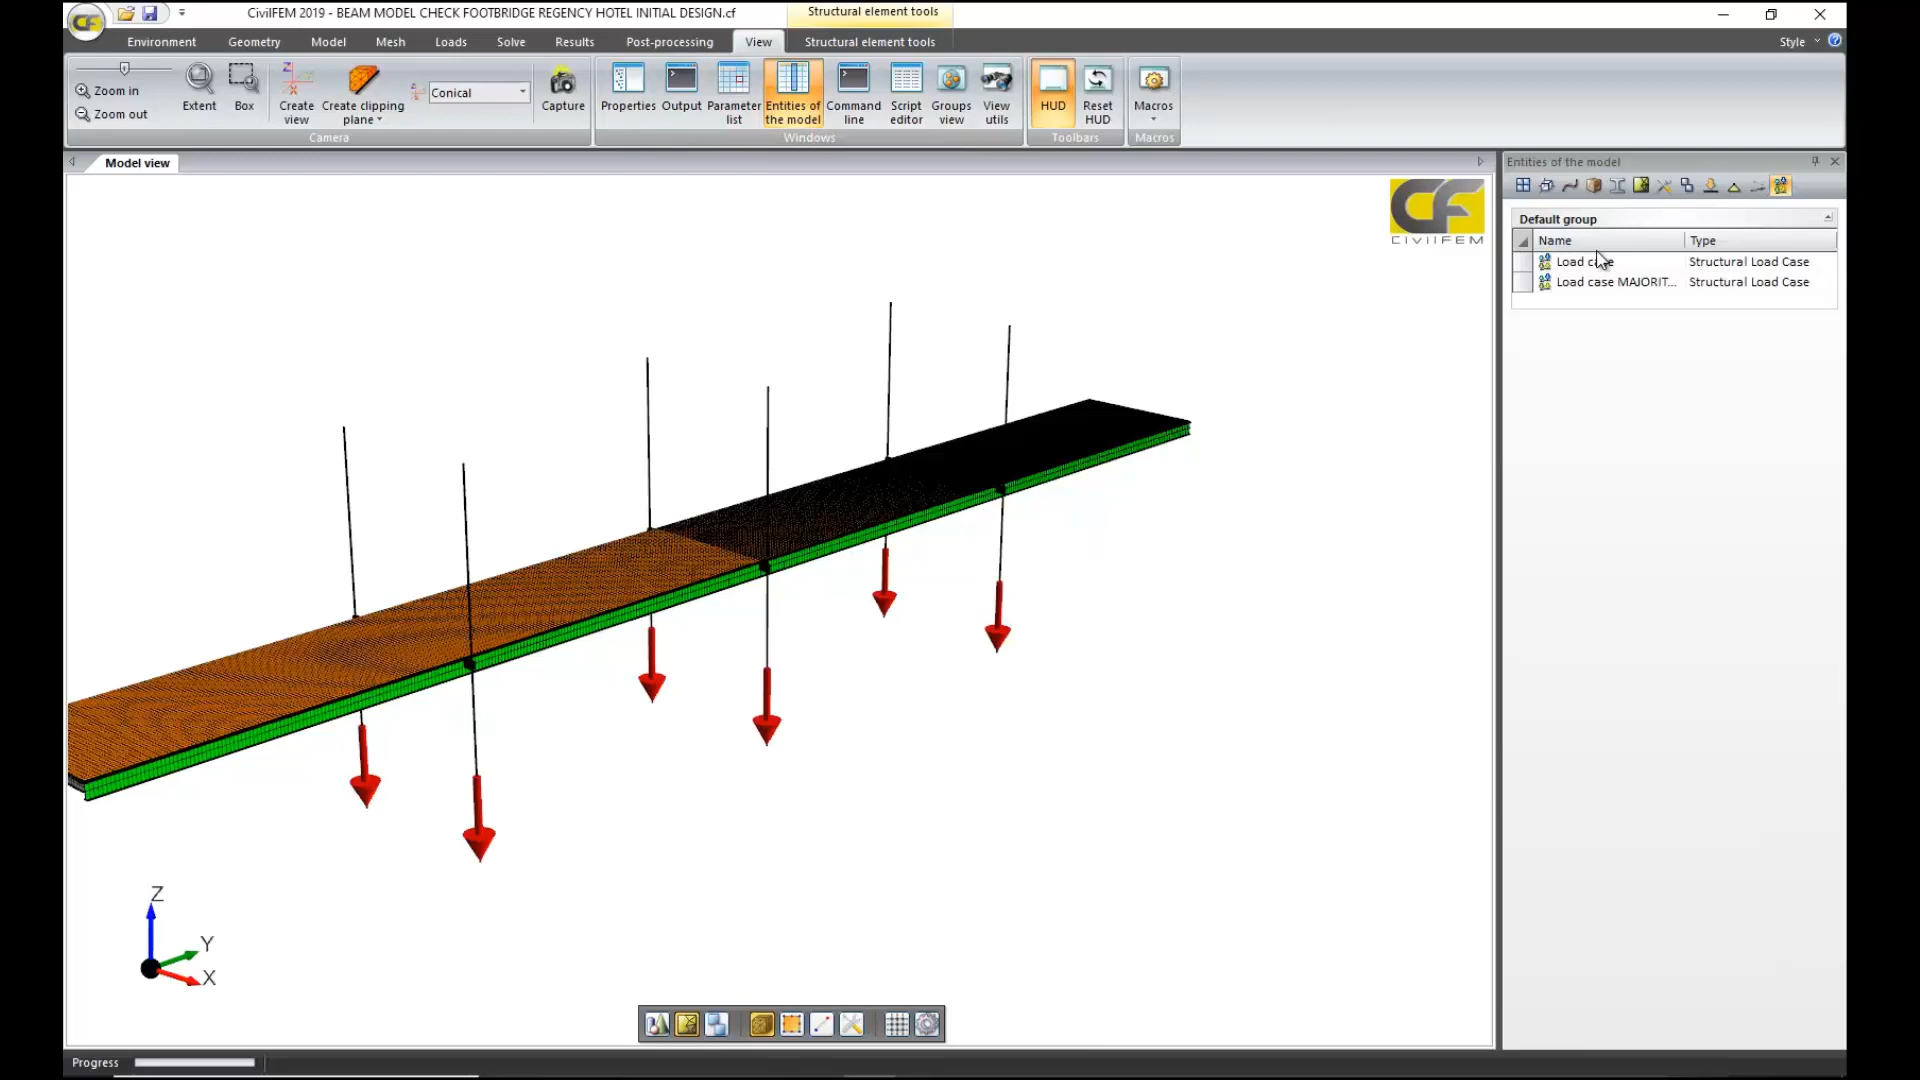 CivilFEM 2019 - BEAM MODEL CHECK FOOTBRIDGE REGENCY HOTEL INITIAL DESIGN.cf
Structural element tools
CF
Environment Geometry Model Mesh Loads Solve Results Post-processing View Structural element tools Style
Zoom in
Zoom out
Extent
Box
Create view
Create clipping plane
Conical
Capture
Properties
Output
Parameter list
Entities of the model
Command line
Script editor
Groups view
View utils
HUD
Reset HUD
Macros
Camera
Windows
Toolbars
Macros
Model view
Entities of the model
CF
CIVILFEM
Default group
Name Type
Load Structural Load Case
Load case MAJORIT... Structural Load Case
Z
Y
X
Progress